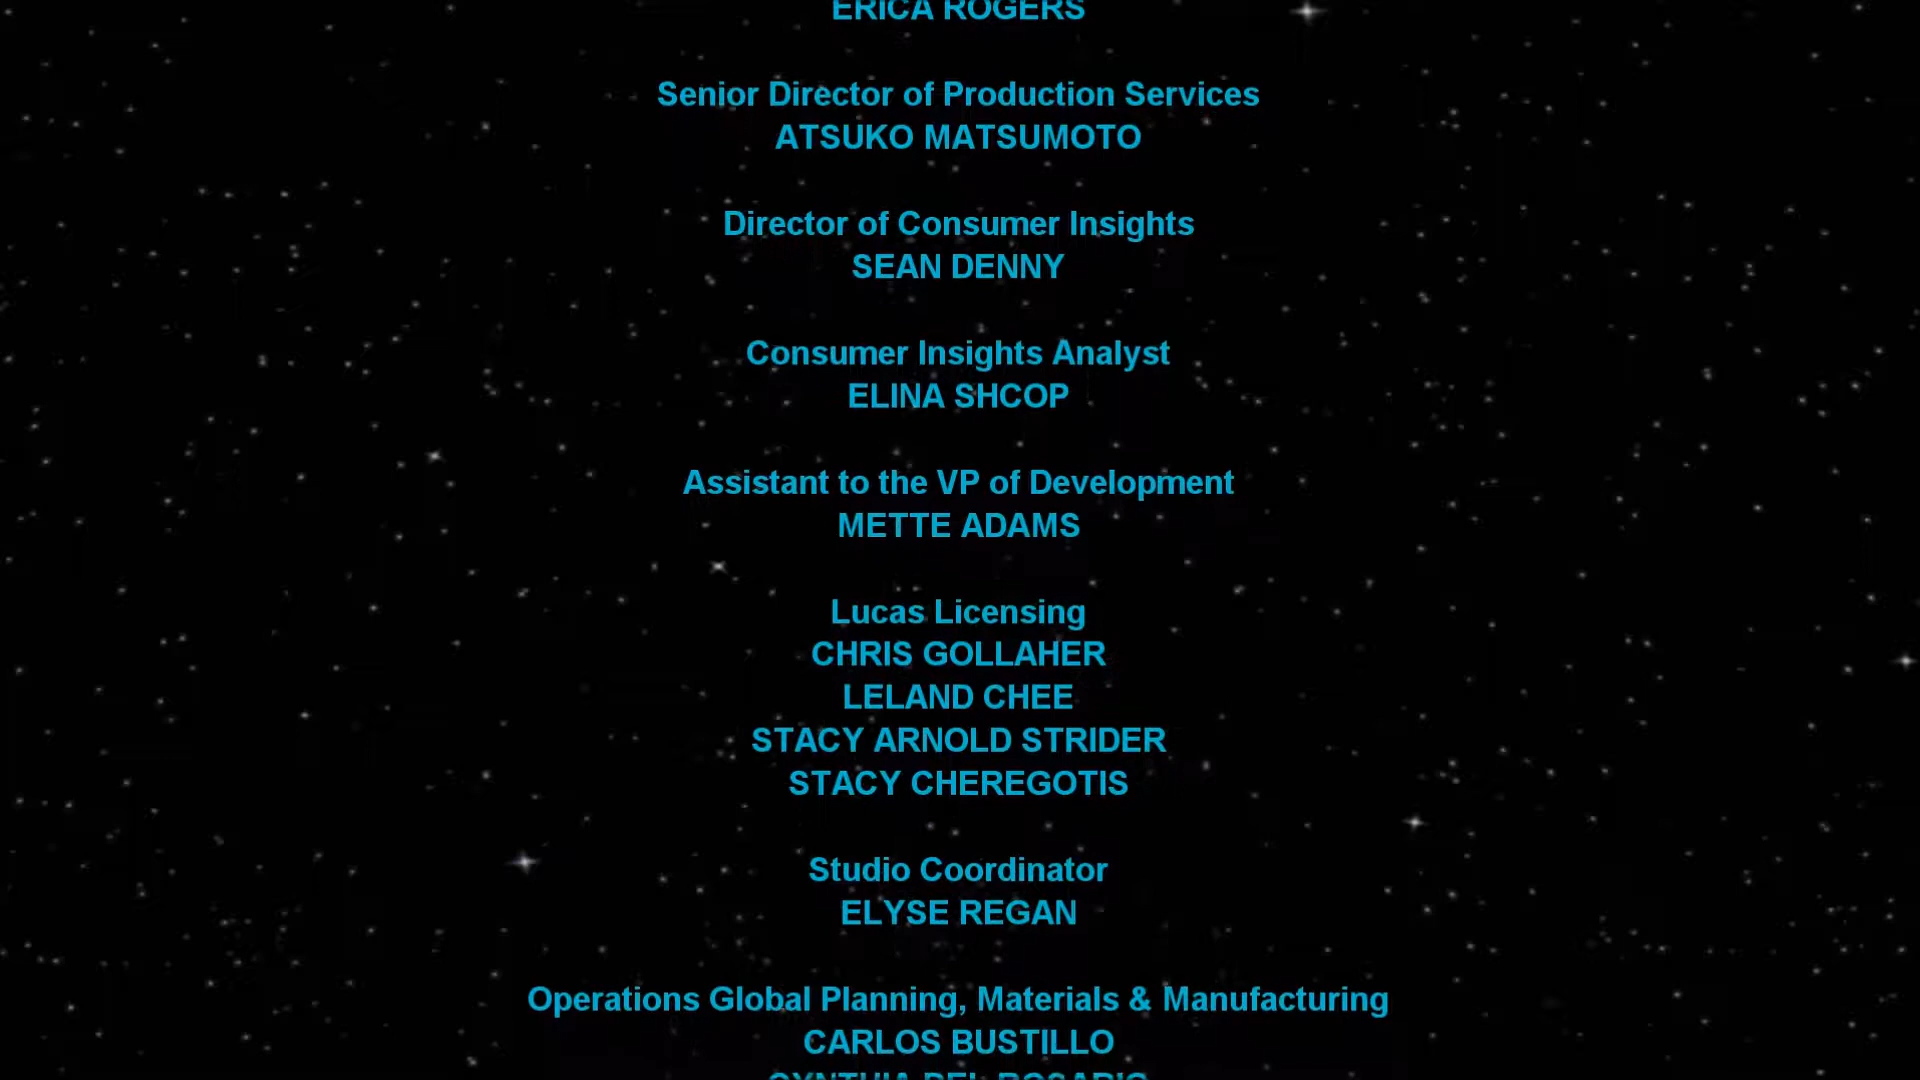 ERICA ROGERS
Senior Director of Production Services
ATSUKO MATSUMOTO
Director of Consumer Insights
SEAN DENNY
Consumer Insights Analyst
ELINA SHCOP
Assistant to the VP of Development
METTE ADAMS
Lucas Licensing
CHRIS GOLLAHER
LELAND CHEE
STACY ARNOLD STRIDER
STACY CHEREGOTIS
Studio Coordinator
ELYSE REGAN
Operations Global Planning, Materials & Manufacturing
CARLOS BUSTILLO